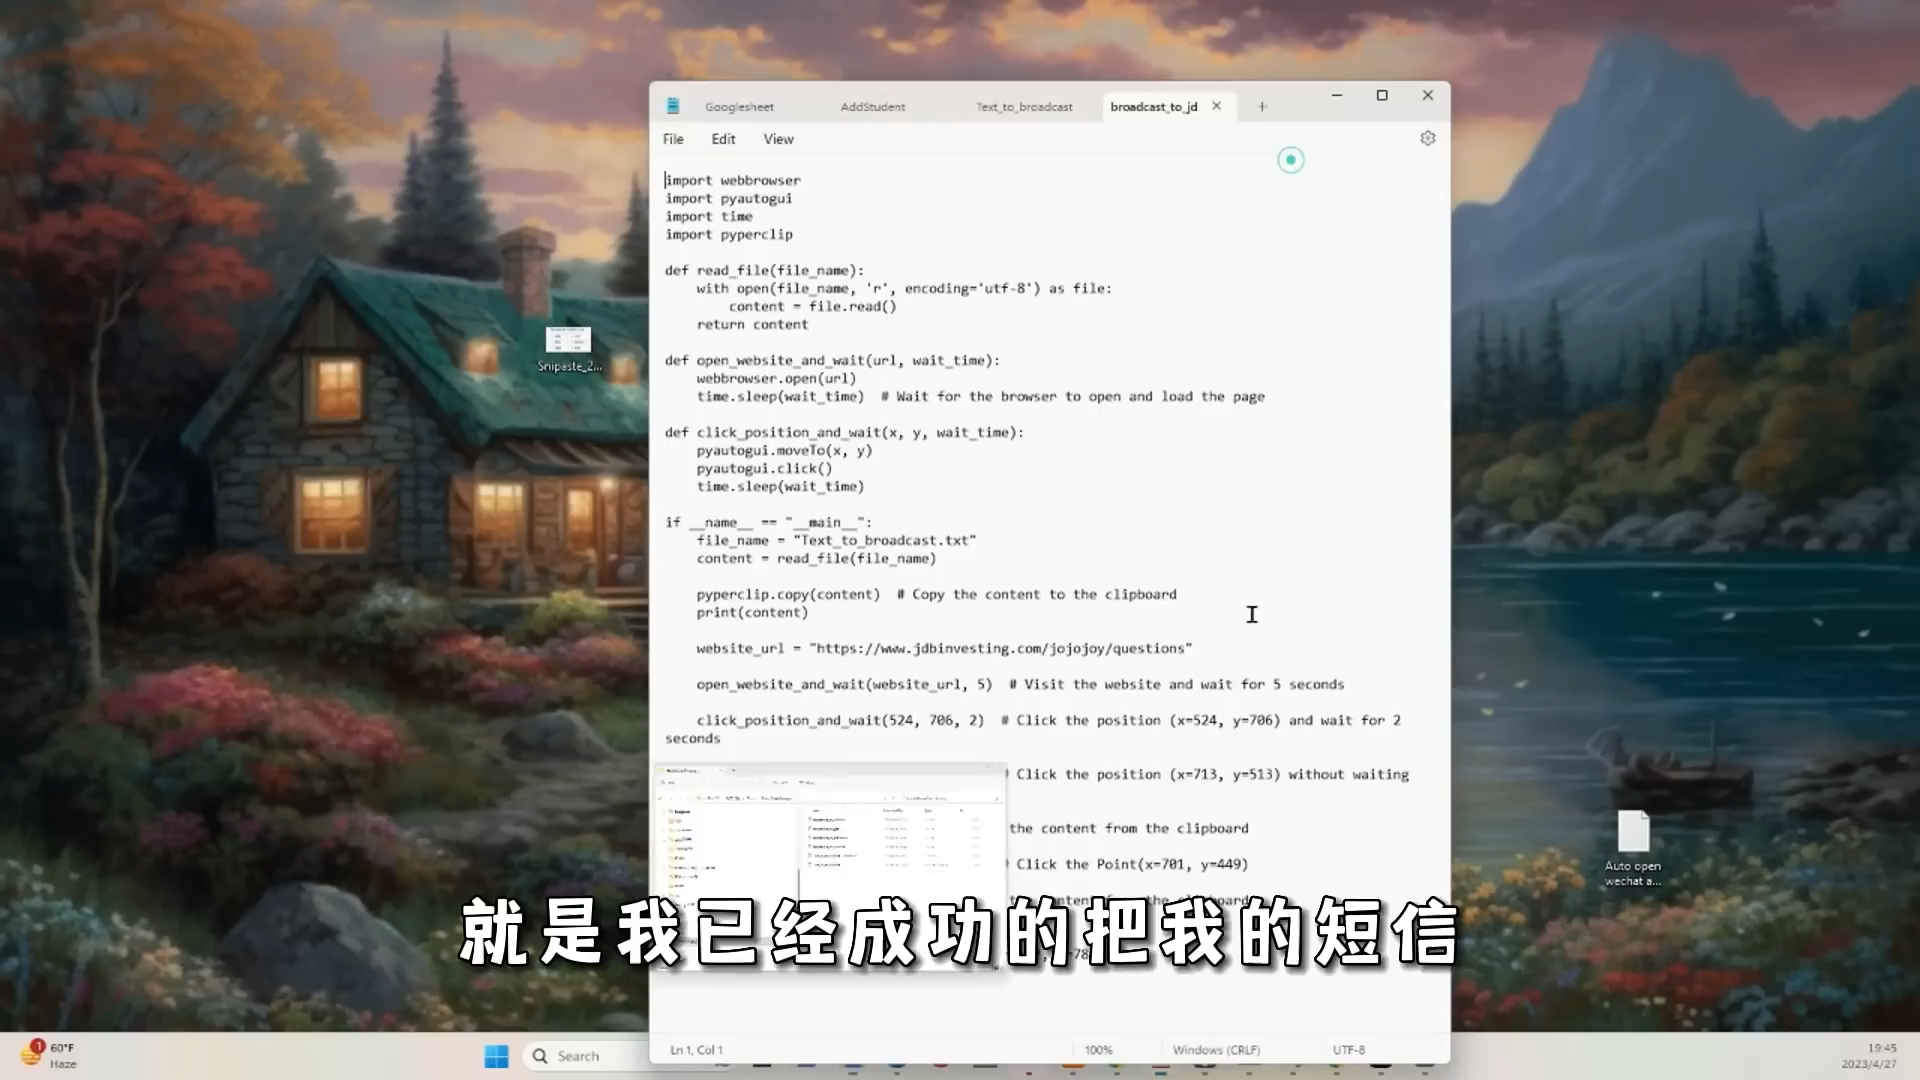 Googlesheet
AddStudent
Text_to_broadcast
broadcast_to_jd
File
Edit
View
import webbrowser
import pyautogui
import time
import pyperclip
def read_file(file_name):
with open(file_name, 'r', encoding='utf-8') as file:
content = file.read()
return content
def open_website_and_wait(url, wait_time):
webbrowser.open(url)
time.sleep(wait_time)  # Wait for the browser to open and load the page
def click_position_and_wait(x, y, wait_time):
pyautogui.moveTo(x, y)
pyautogui.click()
time.sleep(wait_time)
if __name__ == "__main__":
file_name = "Text_to_broadcast.txt"
content = read_file(file_name)
pyperclip.copy(content)  # Copy the content to the clipboard
print(content)
website_url = "https://www.jdbinvesting.com/jojojoy/questions"
open_website_and_wait(website_url, 5)  # Visit the website and wait for 5 seconds
click_position_and_wait(524, 706, 2)  # Click the position (x=524, y=706) and wait for 2
seconds
Click the position (x=713, y=513) without waiting
the content from the clipboard
Click the Point(x=701, y=449)
就是我已经成功的把我的短信
Snipaste_2...
Auto open
wechat a...
Ln 1, Col 1
100%
Windows (CRLF)
UTF-8
1
60°F
Haze
Search
19:45
2023/4/27